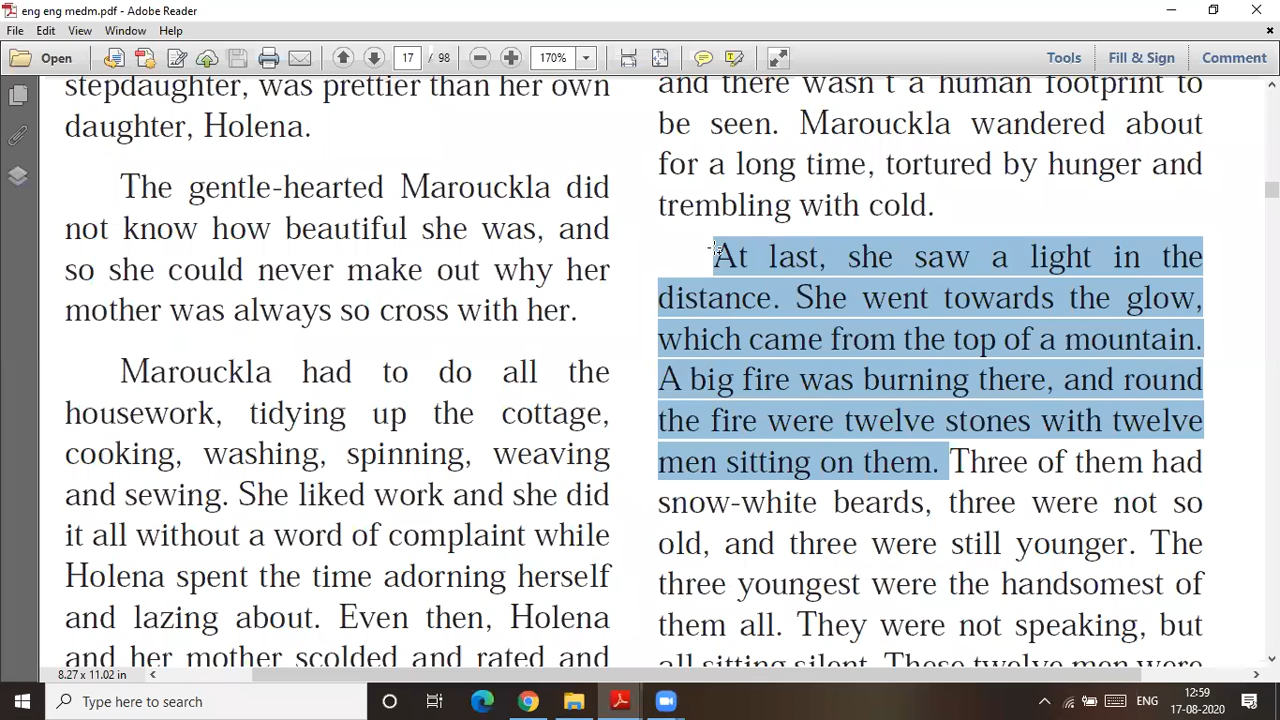 eng eng medm.pdf - Adobe Reader
File Edit View Window Help
Open 17 / 98 170% Tools Fill & Sign Comment
stepdaughter, was prettier than her own
daughter, Holena.
The gentle-hearted Marouckla did
not know how beautiful she was, and
so she could never make out why her
mother was always so cross with her.
Marouckla had to do all the
housework, tidying up the cottage,
cooking, washing, spinning, weaving
and sewing. She liked work and she did
it all without a word of complaint while
Holena spent the time adorning herself
and lazing about. Even then, Holena
and her mother scolded and rated and
and there wasn't a human footprint to
be seen. Marouckla wandered about
for a long time, tortured by hunger and
trembling with cold.
At last, she saw a light in the
distance. She went towards the glow,
which came from the top of a mountain.
A big fire was burning there, and round
the fire were twelve stones with twelve
men sitting on them. Three of them had
snow-white beards, three were not so
old, and three were still younger. The
three youngest were the handsomest of
them all. They were not speaking, but
all sitting silent. These twelve men were
8.27 x 11.02 in
Type here to search
ENG
12:59
17-08-2020